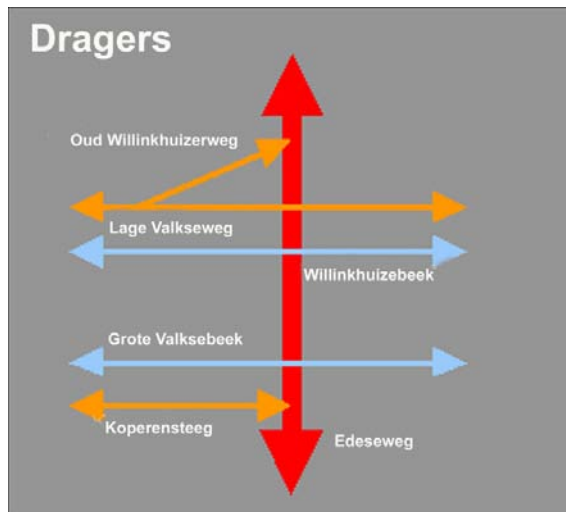 Dragers
Oud Willinkhuizerweg
Lage Valkseweg
Willinkhuizebeek
Grote Valksebeek
Koperensteeg
Edeseweg